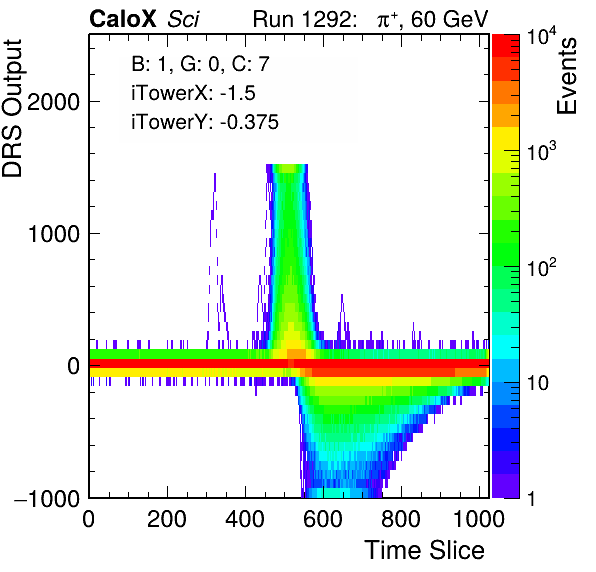 CaloX Sci Run 1292: π⁺, 60 GeV
B: 1, G: 0, C: 7
iTowerX: -1.5
iTowerY: -0.375
DRS Output
2000
1000
0
−1000
0 200 400 600 800 1000
Time Slice
Events
10⁴
10³
10²
10
1